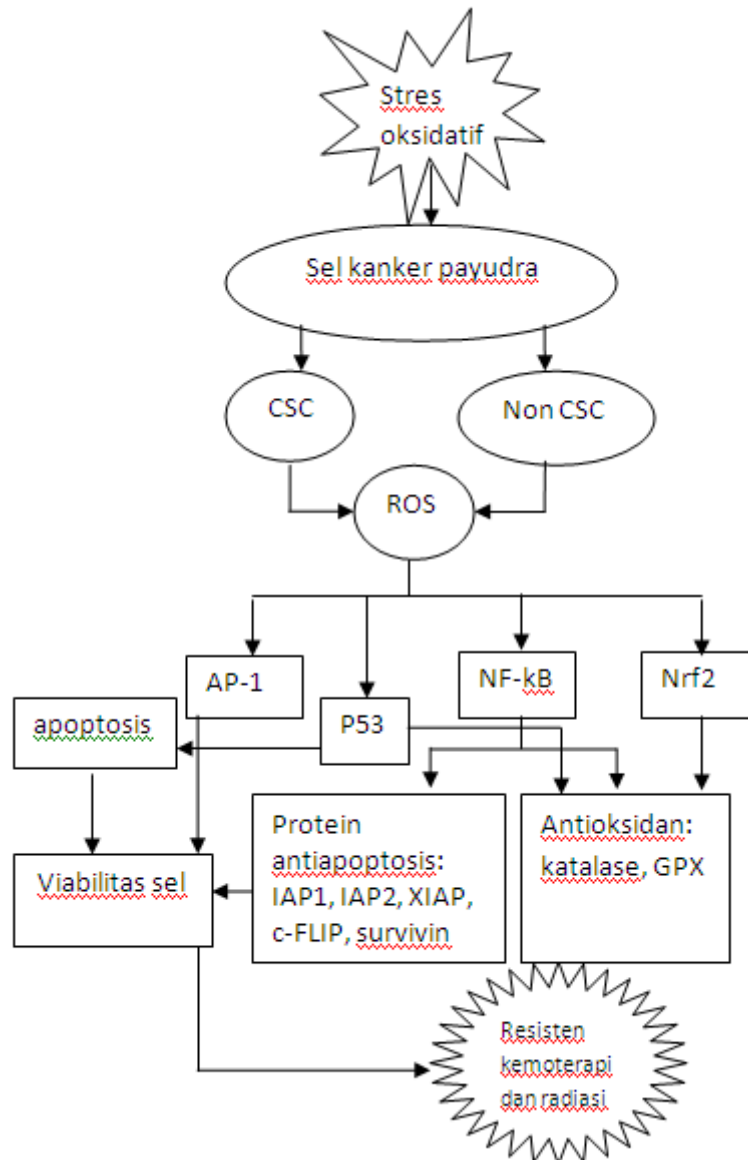 Stres
oksidatif
Sel kanker payudra
CSC
Non CSC
ROS
AP-1
NF-kB
Nrf2
apoptosis
P53
Protein
antiapoptosis:
IAP1, IAP2, XIAP,
c-FLIP, survivin
Antioksidan:
katalase, GPX
Viabilitas sel
Resisten
kemoterapi
dan radiasi